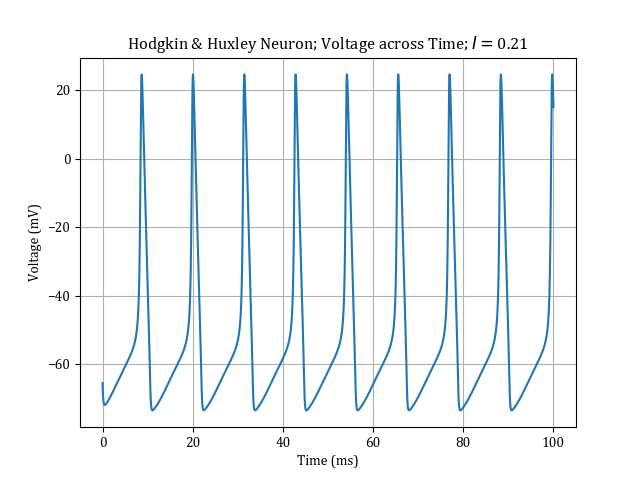 Hodgkin & Huxley Neuron; Voltage across Time; I = 0.21
20
0
−20
−40
−60
Voltage (mV)
0 20 40 60 80 100
Time (ms)